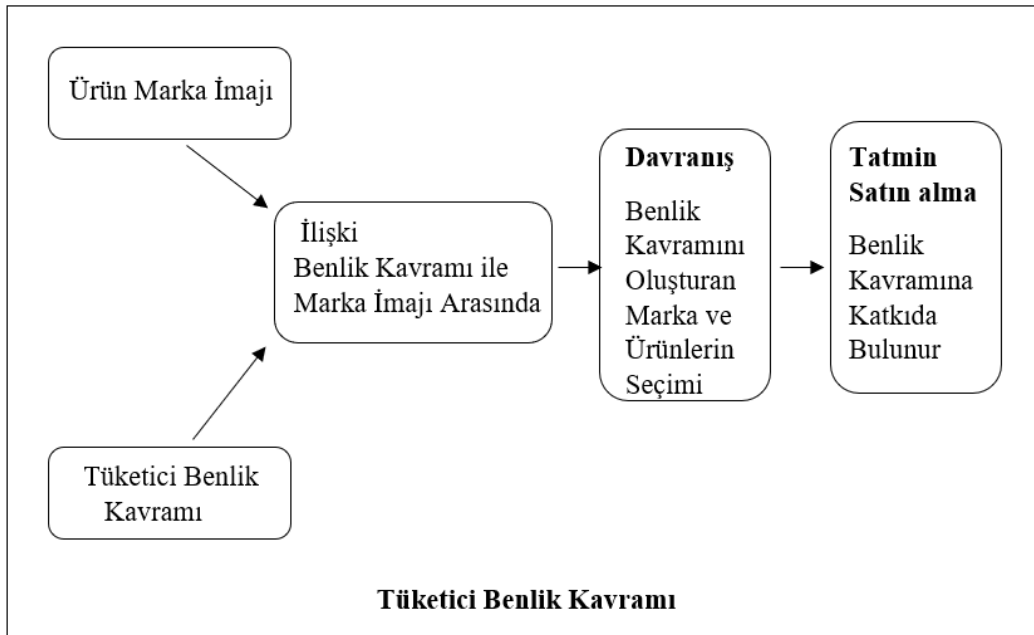 Ürün Marka İmajı
Tüketici Benlik
Kavramı
İlişki
Benlik Kavramı ile
Marka İmajı Arasında
Davranış
Benlik
Kavramını
Oluşturan
Marka ve
Ürünlerin
Seçimi
Tatmin
Satın alma
Benlik
Kavramına
Katkıda
Bulunur
Tüketici Benlik Kavramı